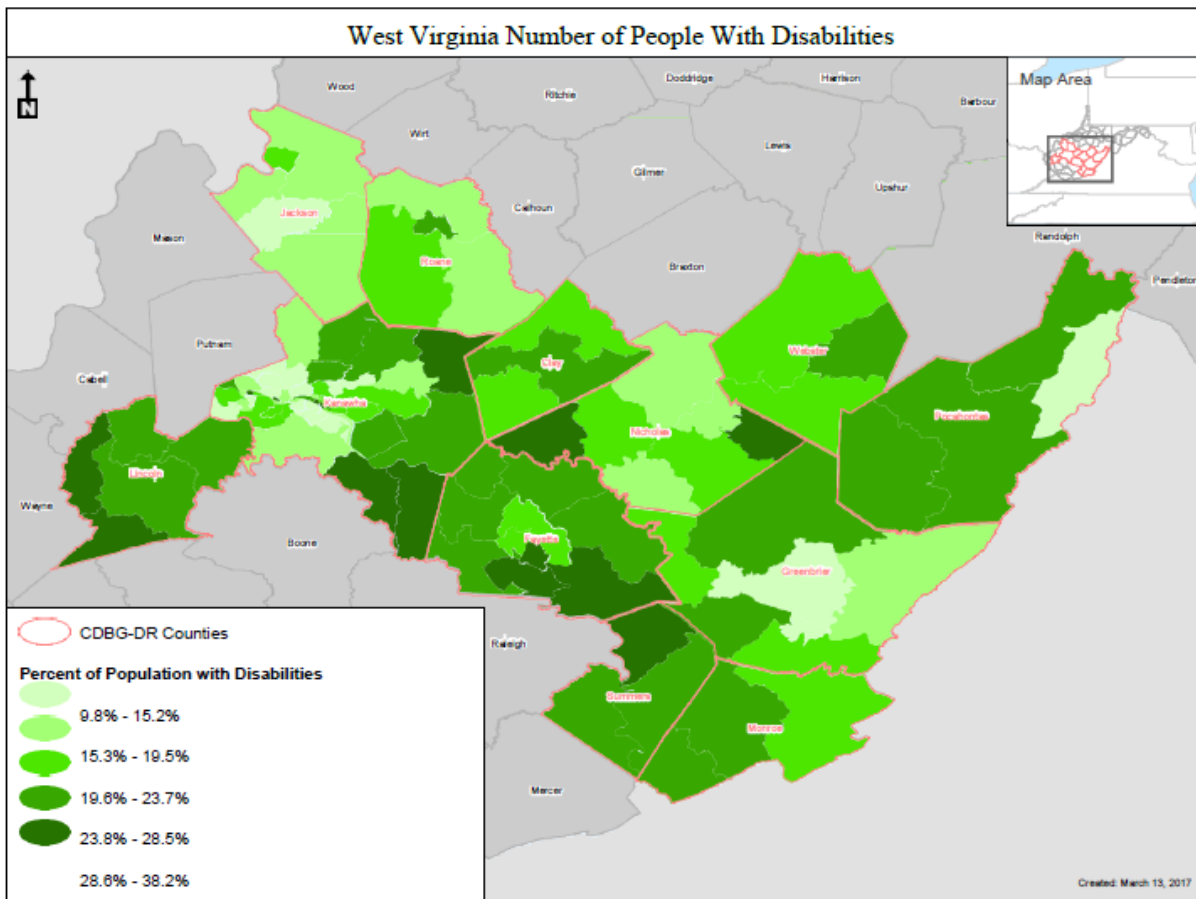 West Virginia Number of People With Disabilities
N
Map Area
Wood
Doddridge
Harrison
Ritchie
Barbour
Wirt
Lewis
Gilmer
Upshur
Calhoun
Jackson
Mason
Randolph
Roane
Braxton
Pendleton
Putnam
Webster
Clay
Cabell
Kanawha
Pocahontas
Nicholas
Lincoln
Wayne
Boone
Fayette
Greenbrier
CDBG-DR Counties
Raleigh
Percent of Population with Disabilities
Summers
9.8% - 15.2%
Monroe
15.3% - 19.5%
19.6% - 23.7%
Mercer
23.8% - 28.5%
28.6% - 38.2%
Created: March 13, 2017